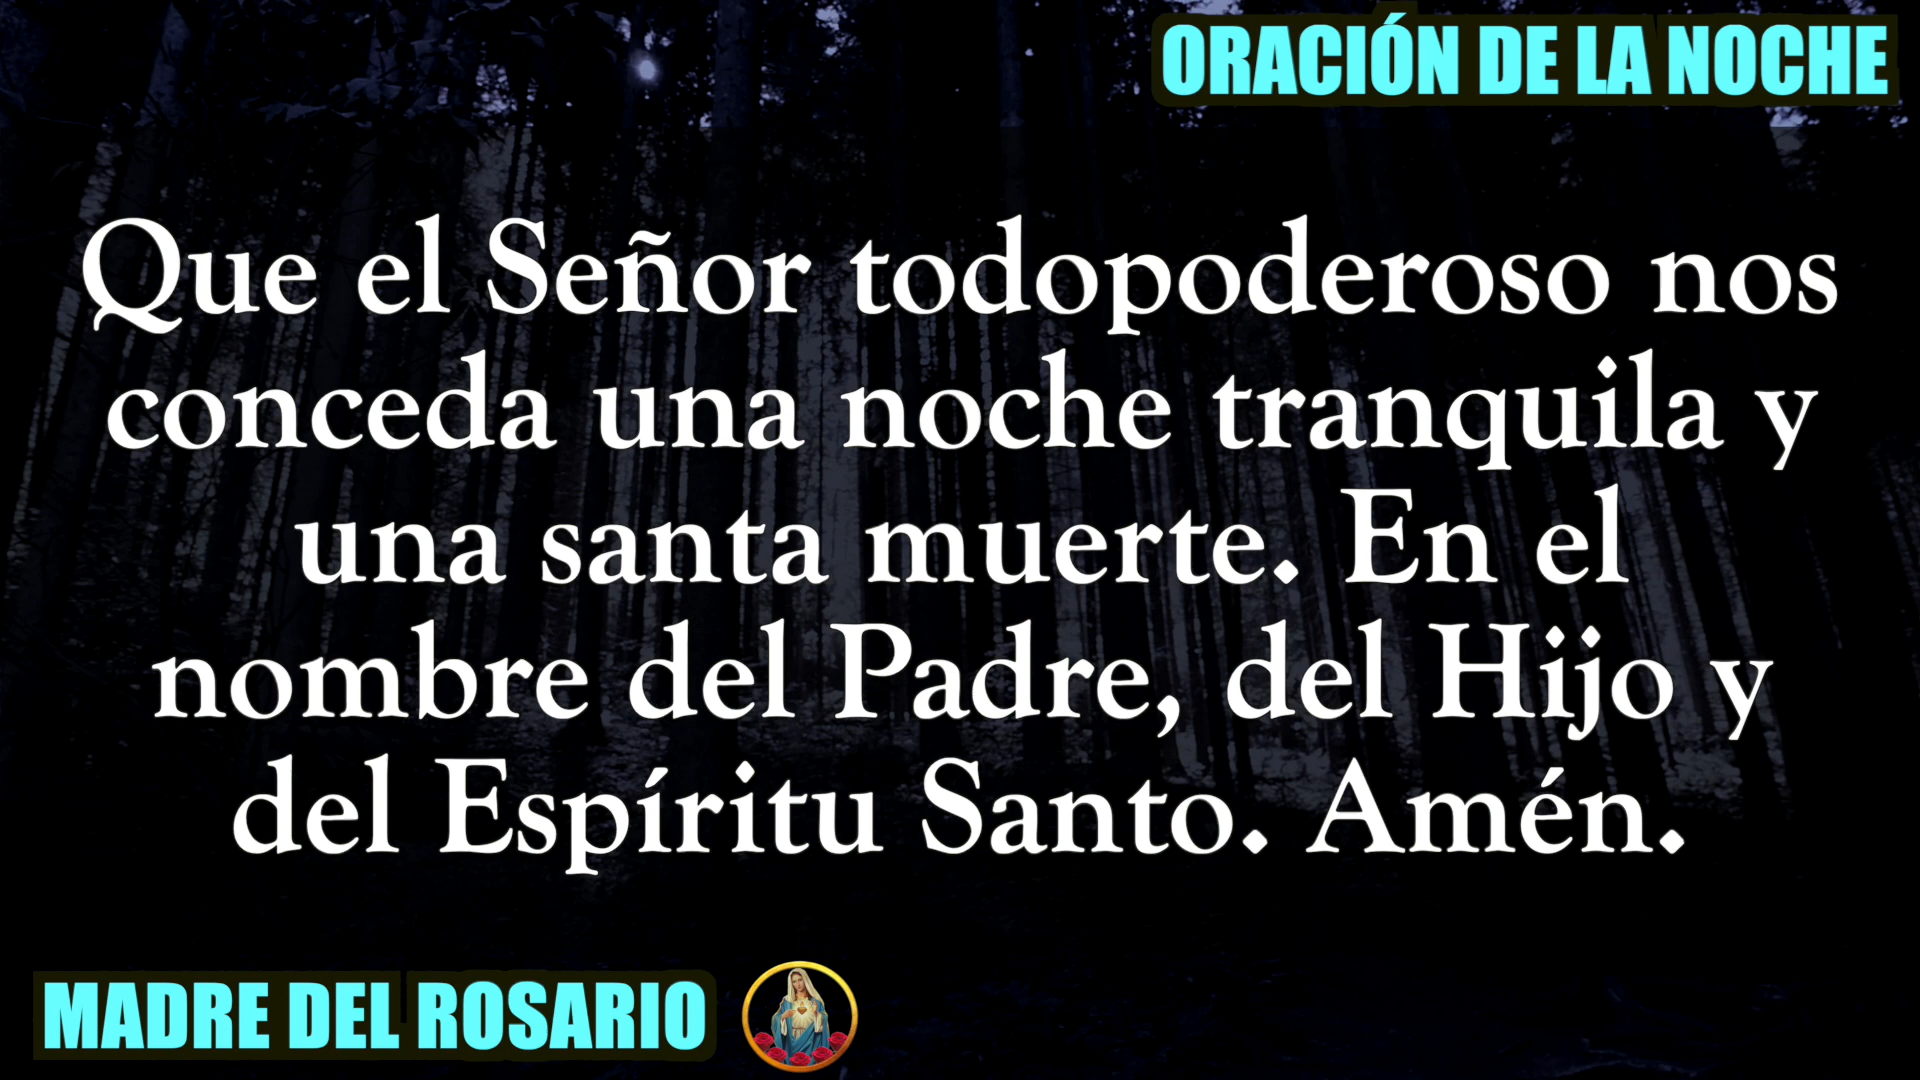 ORACIÓN DE LA NOCHE
Que el Señor todopoderoso nos
conceda una noche tranquila y
una santa muerte. En el
nombre del Padre, del Hijo y
del Espíritu Santo. Amén.
MADRE DEL ROSARIO